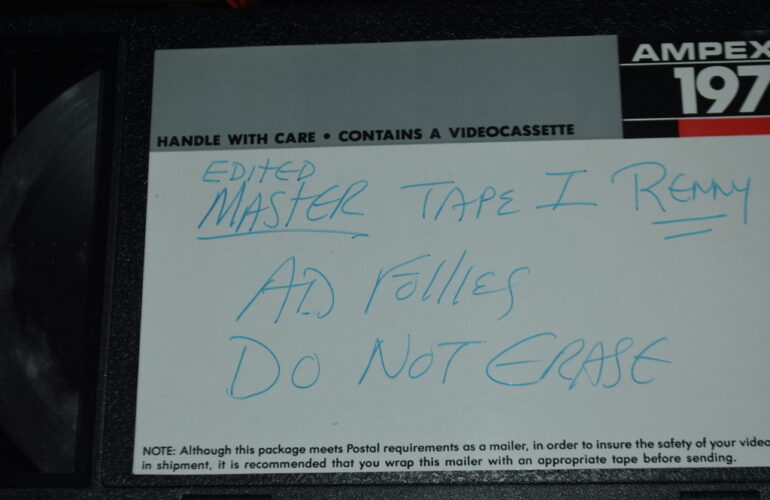 AMPEX
197
HANDLE WITH CARE • CONTAINS A VIDEOCASSETTE
EDITED
MASTER TAPE I RENNY
AD FOLLIES
DO NOT ERASE
NOTE: Although this package meets Postal requirements as a mailer, in order to insure the safety of your video
in shipment, it is recommended that you wrap this mailer with an appropriate tape before sending.